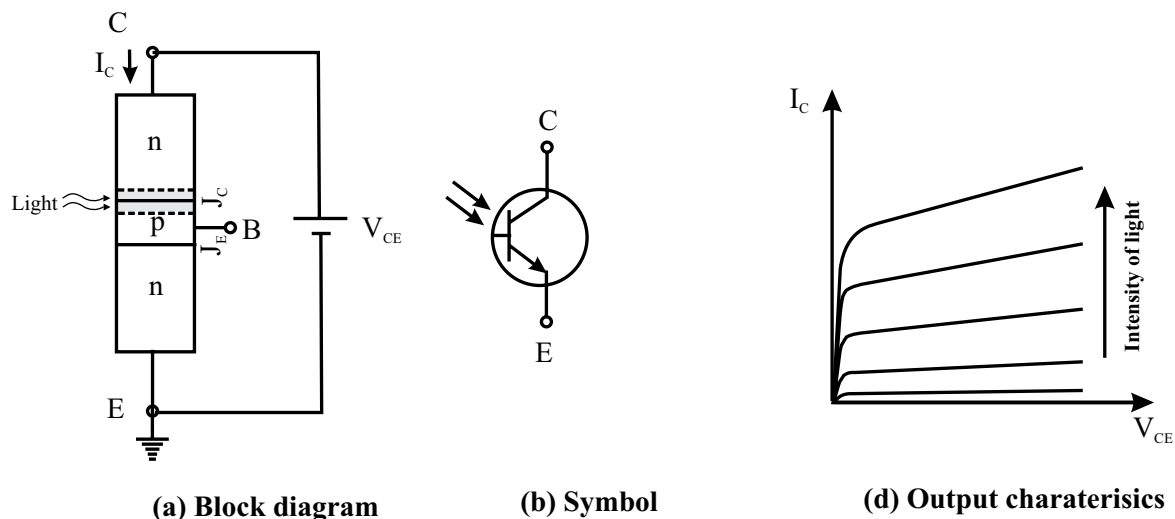 C
I_C
n
Light
J_C
p
B
J_E
n
E
V_CE
(a) Block diagram
C
E
(b) Symbol
I_C
Intensity of light
V_CE
(d) Output charaterisics